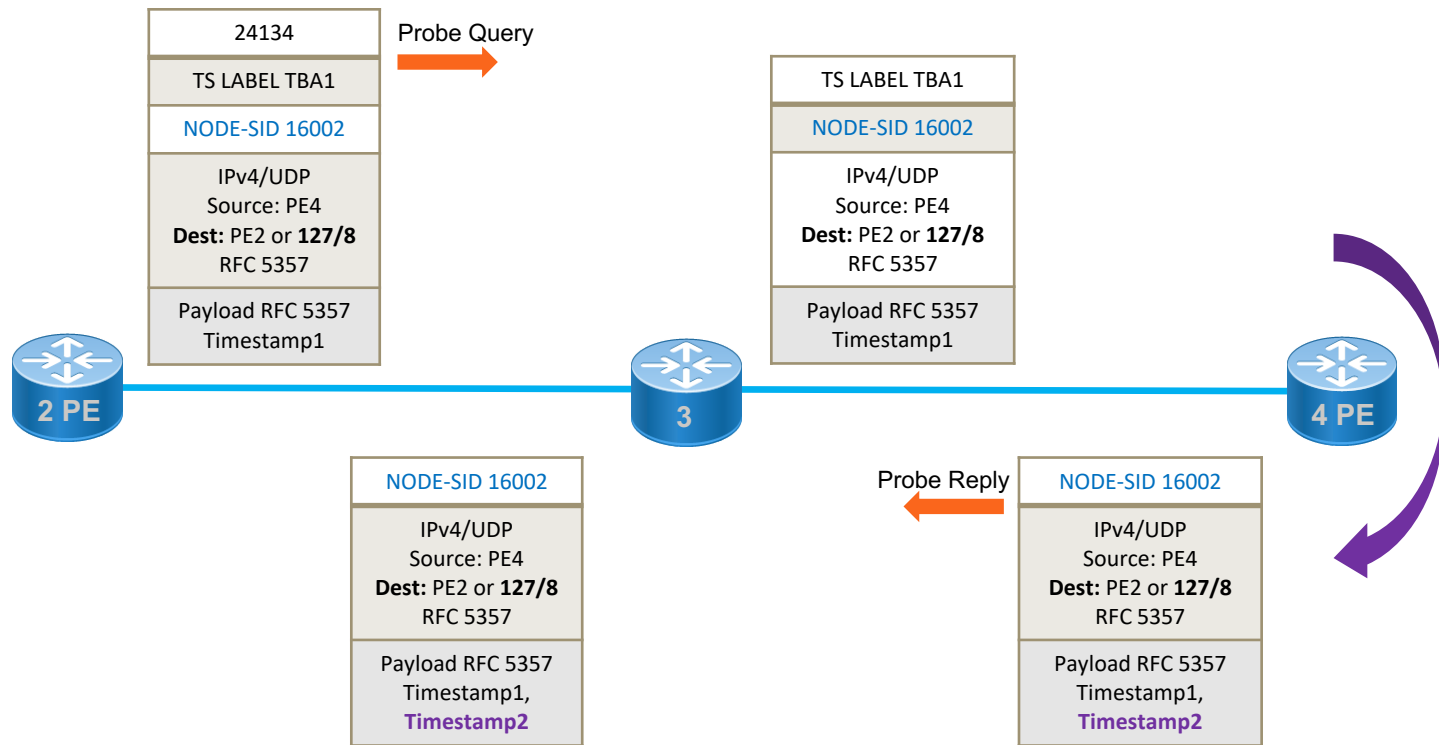 24134
TS LABEL TBA1
NODE-SID 16002
IPv4/UDP
Source: PE4
Dest: PE2 or 127/8
RFC 5357
Payload RFC 5357
Timestamp1
Probe Query
TS LABEL TBA1
NODE-SID 16002
IPv4/UDP
Source: PE4
Dest: PE2 or 127/8
RFC 5357
Payload RFC 5357
Timestamp1
2 PE
3
4 PE
NODE-SID 16002
IPv4/UDP
Source: PE4
Dest: PE2 or 127/8
RFC 5357
Payload RFC 5357
Timestamp1,
Timestamp2
Probe Reply
NODE-SID 16002
IPv4/UDP
Source: PE4
Dest: PE2 or 127/8
RFC 5357
Payload RFC 5357
Timestamp1,
Timestamp2